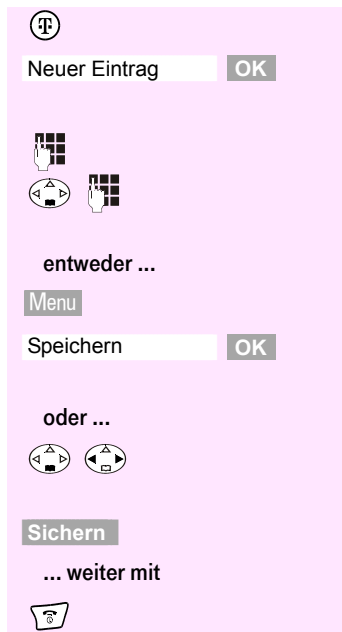 T
Neuer Eintrag OK
entweder ...
Menu
Speichern OK
oder ...
Sichern
... weiter mit